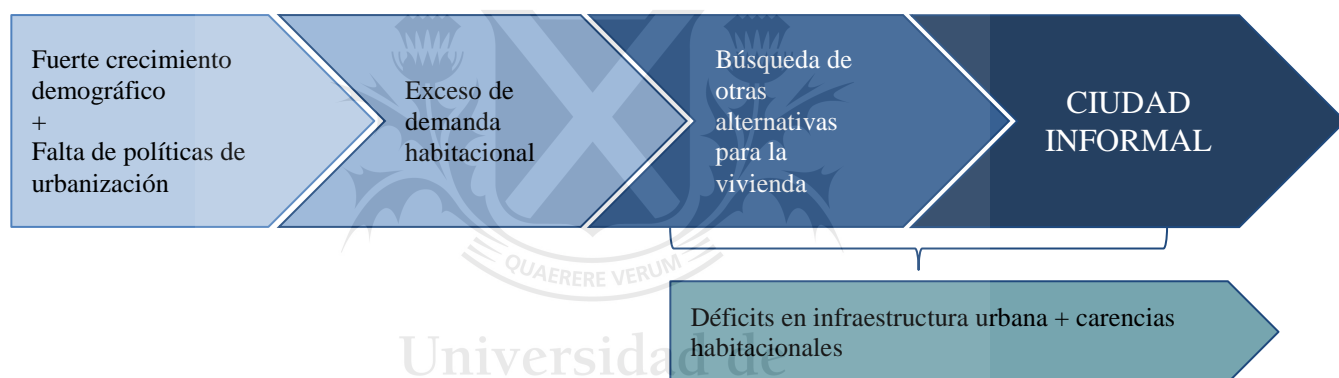 Fuerte crecimiento
demográfico
+
Falta de políticas de
urbanización
Exceso de
demanda
habitacional
Búsqueda de
otras
alternativas
para la
vivienda
CIUDAD
INFORMAL
QUAERERE VERUM
Déficits en infraestructura urbana + carencias
habitacionales
Universidad de